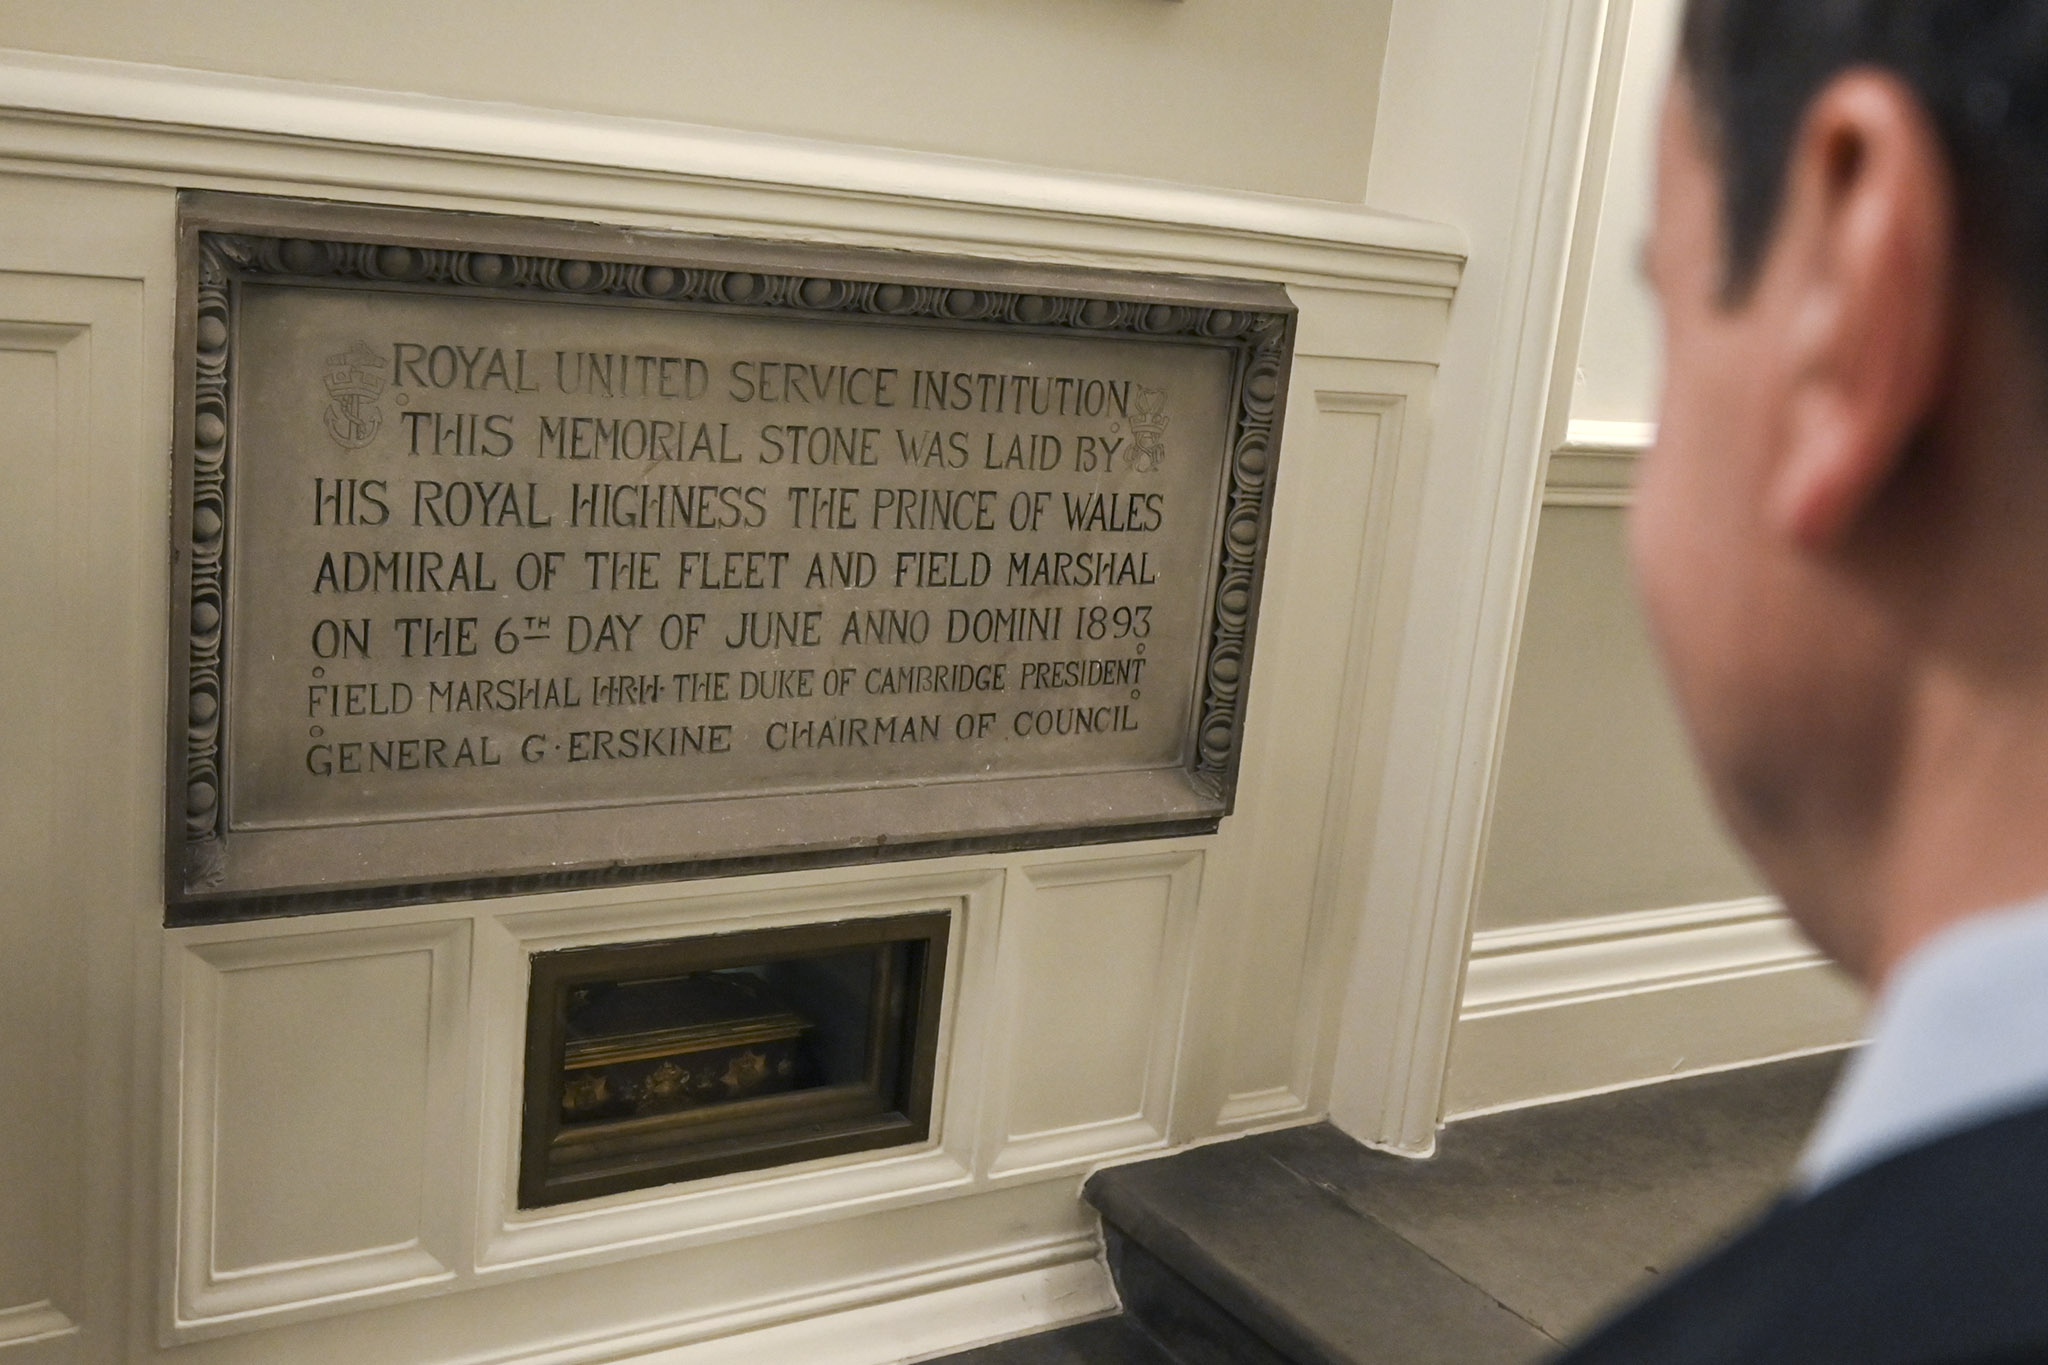 ROYAL UNITED SERVICE INSTITUTION
THIS MEMORIAL STONE WAS LAID BY
HIS ROYAL HIGHNESS THE PRINCE OF WALES
ADMIRAL OF THE FLEET AND FIELD MARSHAL
ON THE 6TH DAY OF JUNE ANNO DOMINI 1893
FIELD MARSHAL H·R·H· THE DUKE OF CAMBRIDGE PRESIDENT
GENERAL G·ERSKINE CHAIRMAN OF COUNCIL